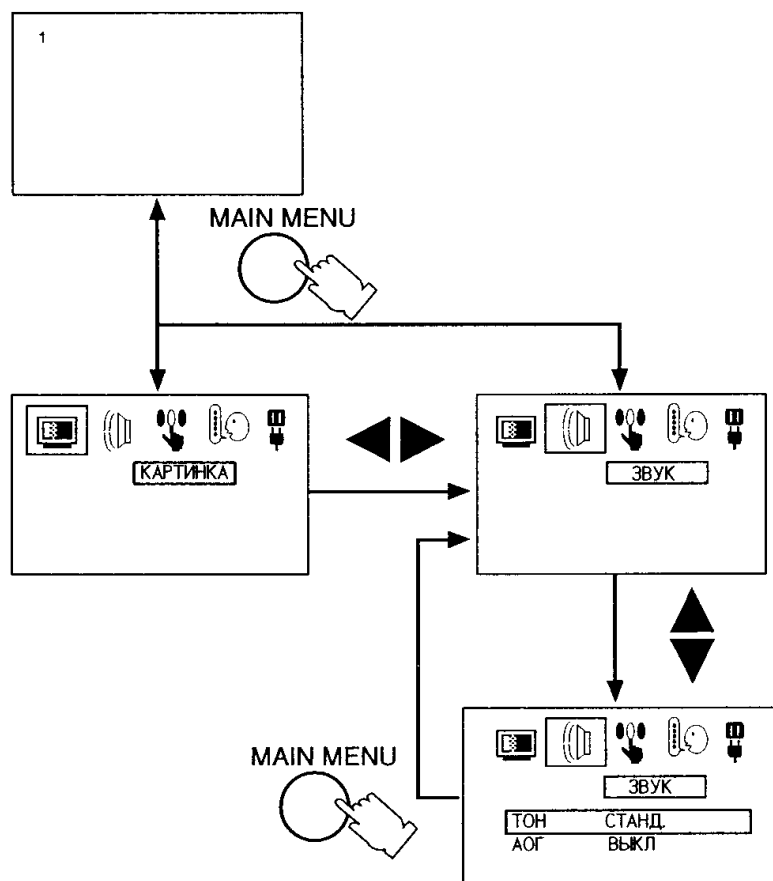 1
MAIN MENU
КАРТИНКА
ЗВУК
MAIN MENU
ЗВУК
ТОН СТАНД.
АОГ ВЫКЛ